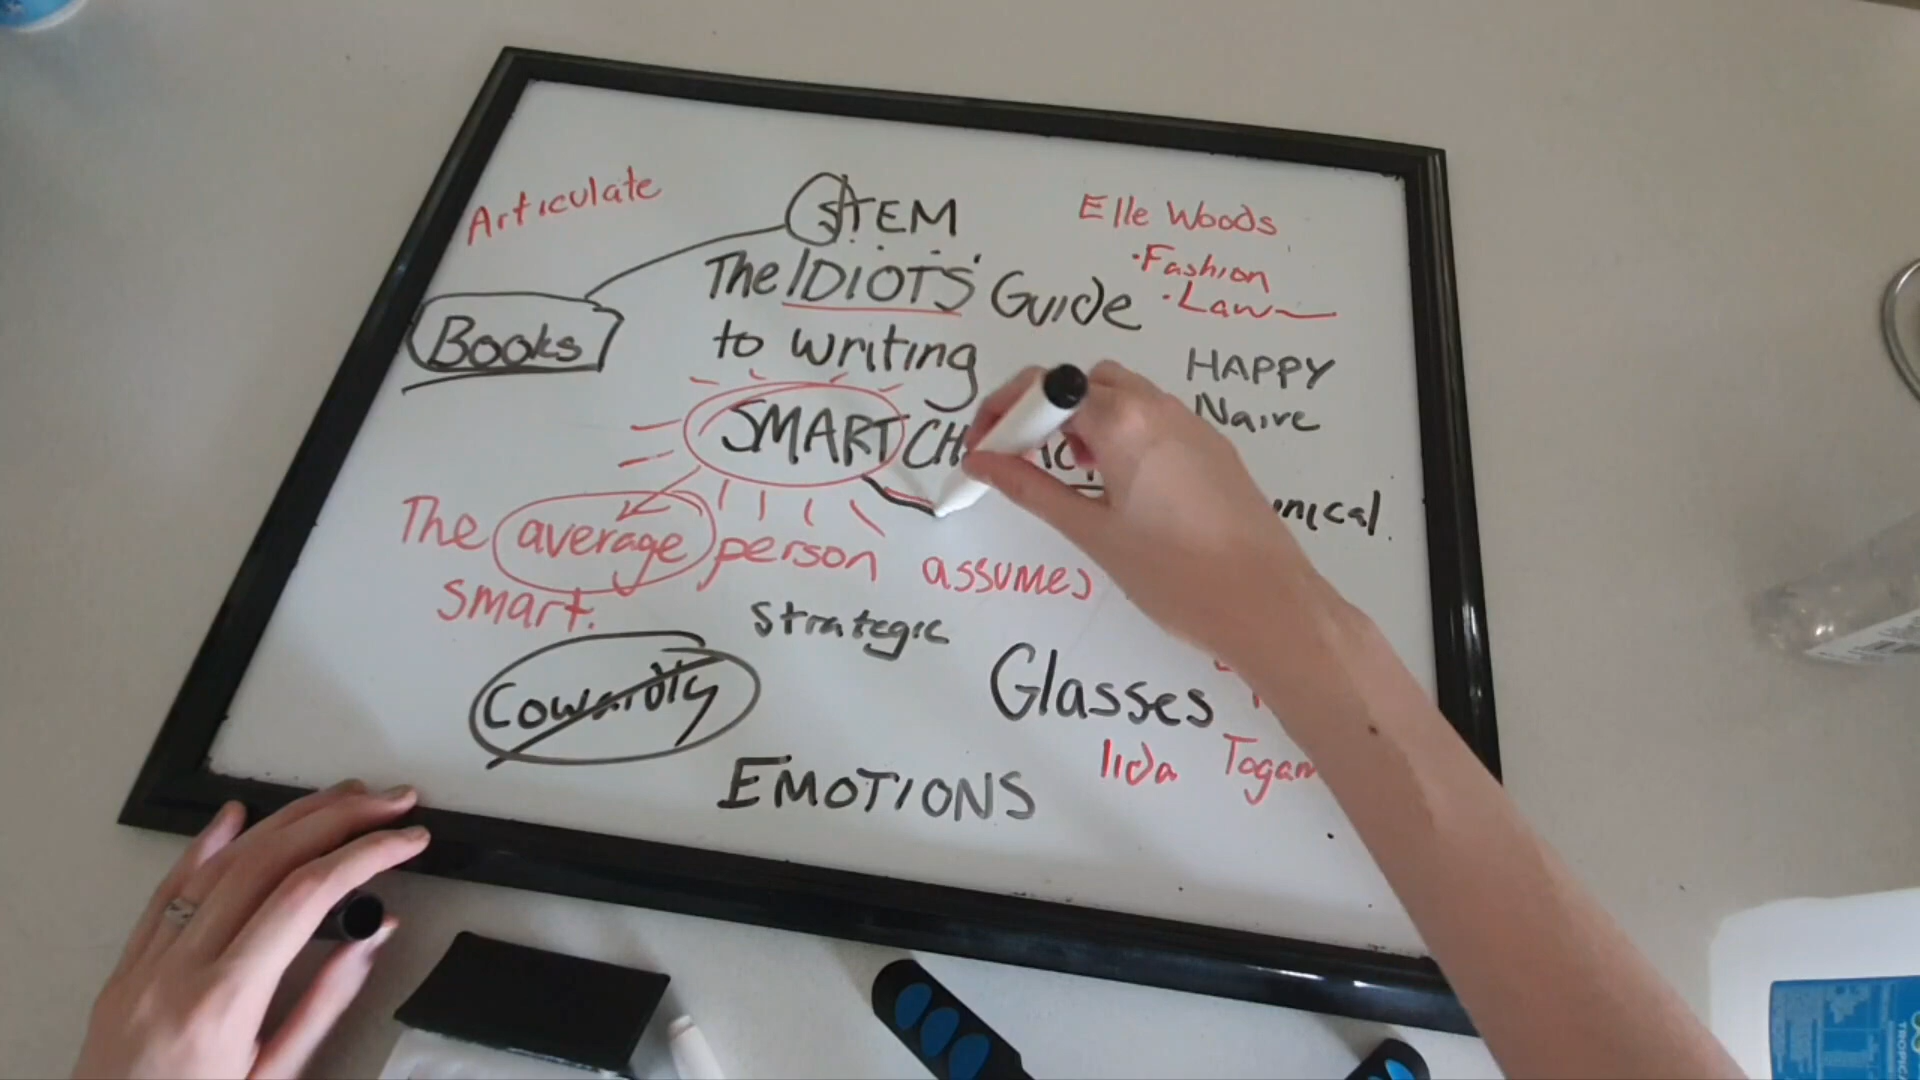 Articulate
STEM
Elle Woods
The IDIOTS Guide
·Fashion
·Law
Books
to writing
HAPPY
Naive
SMART CH
The average person assumes
smart.
Strategic
Cowardly
Glasses
Iida
EMOTIONS